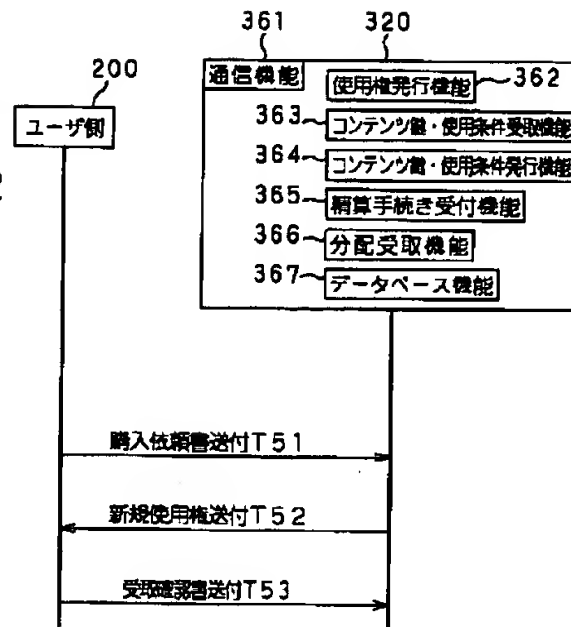 361 320
通信機能
使用権発行機能 362
200
ユーザ側
363 コンテンツ鍵・使用条件受取機能
364 コンテンツ鍵・使用条件発行機能
365 精算手続き受付機能
366 分配受取機能
367 データベース機能
購入依頼書送付T51
新規使用権送付T52
受取確認書送付T53